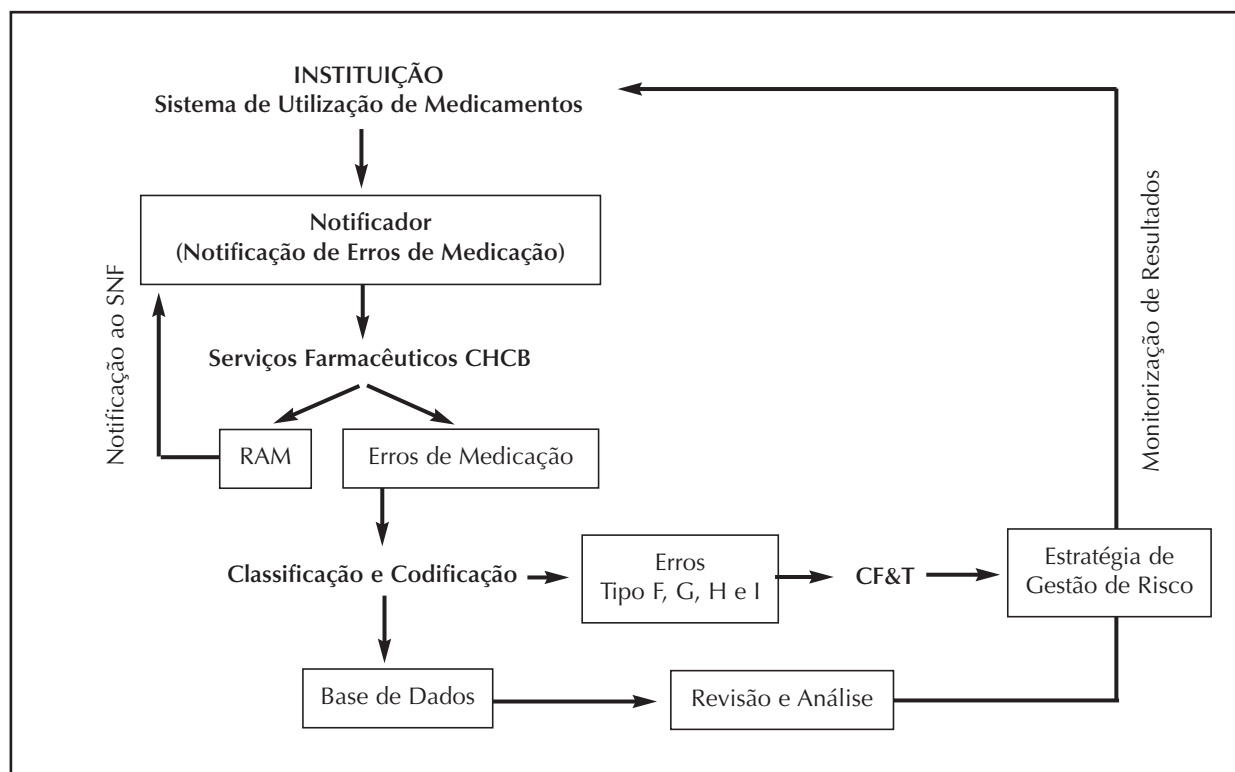 INSTITUIÇÃO
Sistema de Utilização de Medicamentos
Notificador
(Notificação de Erros de Medicação)
Notificação ao SNF
Serviços Farmacêuticos CHCB
RAM
Erros de Medicação
Classificação e Codificação
Erros
Tipo F, G, H e I
CF&T
Estratégia de
Gestão de Risco
Monitorização de Resultados
Base de Dados
Revisão e Análise